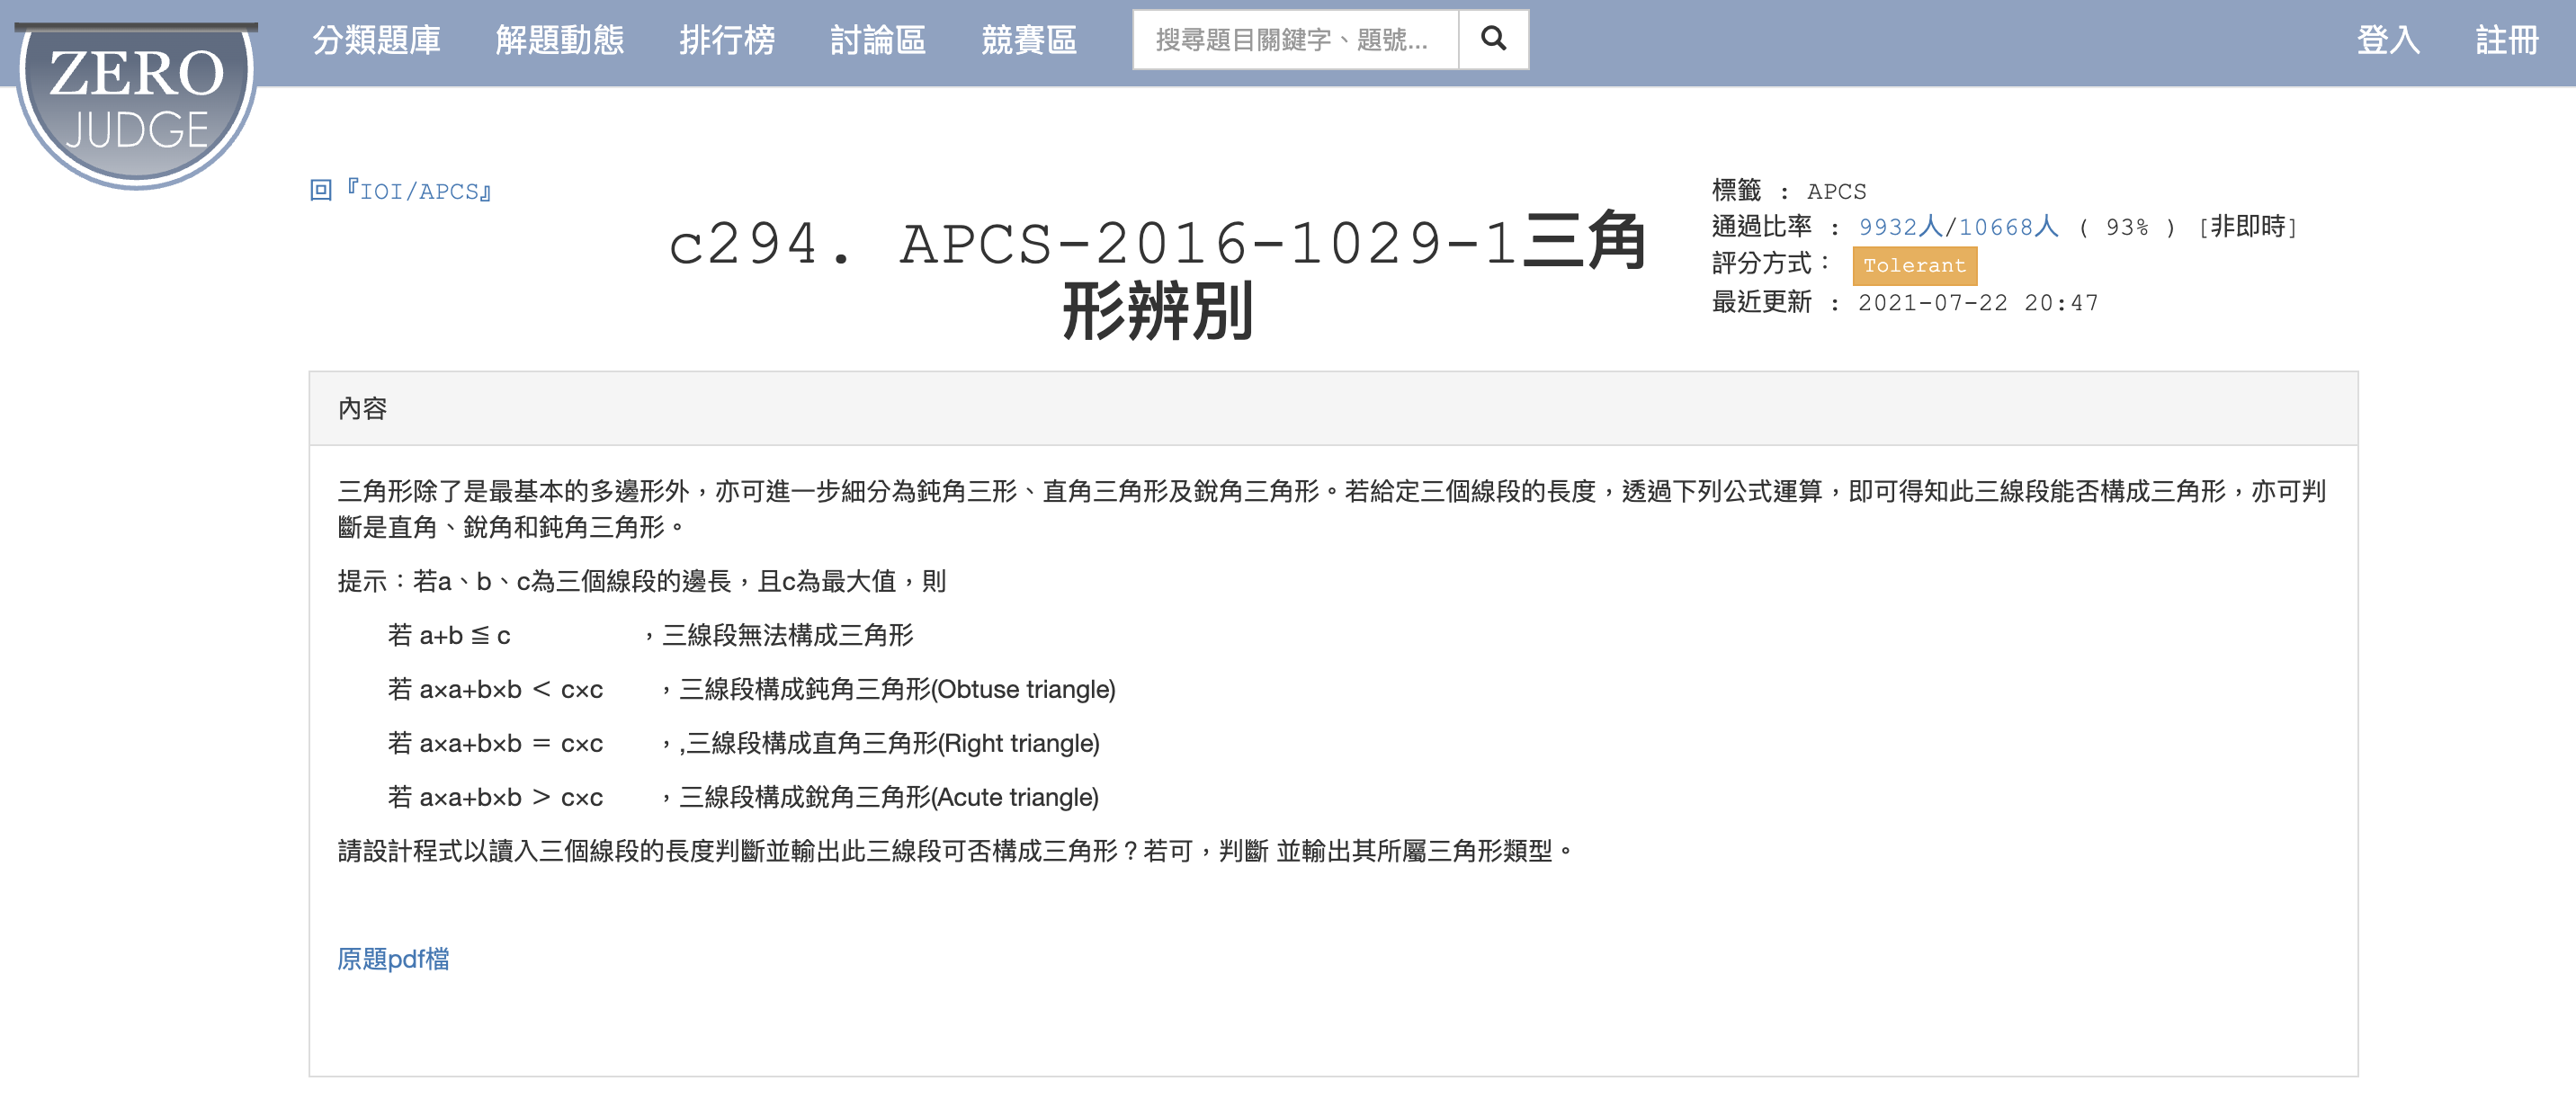 ZERO
JUDGE
分類題庫 解題動態 排行榜 討論區 競賽區 搜尋題目關鍵字、題號... 登入 註冊
回『IOI/APCS』
c294. APCS-2016-1029-1三角
形辨別
標籤 : APCS
通過比率 : 9932人/10668人 ( 93% ) [非即時]
評分方式: Tolerant
最近更新 : 2021-07-22 20:47
內容
三角形除了是最基本的多邊形外,亦可進一步細分為鈍角三形、直角三角形及銳角三角形。若給定三個線段的長度,透過下列公式運算,即可得知此三線段能否構成三角形,亦可判
斷是直角、銳角和鈍角三角形。
提示:若a、b、c為三個線段的邊長,且c為最大值,則
若 a+b ≦ c ,三線段無法構成三角形
若 a×a+b×b < c×c ,三線段構成鈍角三角形(Obtuse triangle)
若 a×a+b×b = c×c ,,三線段構成直角三角形(Right triangle)
若 a×a+b×b > c×c ,三線段構成銳角三角形(Acute triangle)
請設計程式以讀入三個線段的長度判斷並輸出此三線段可否構成三角形?若可,判斷 並輸出其所屬三角形類型。
原題pdf檔